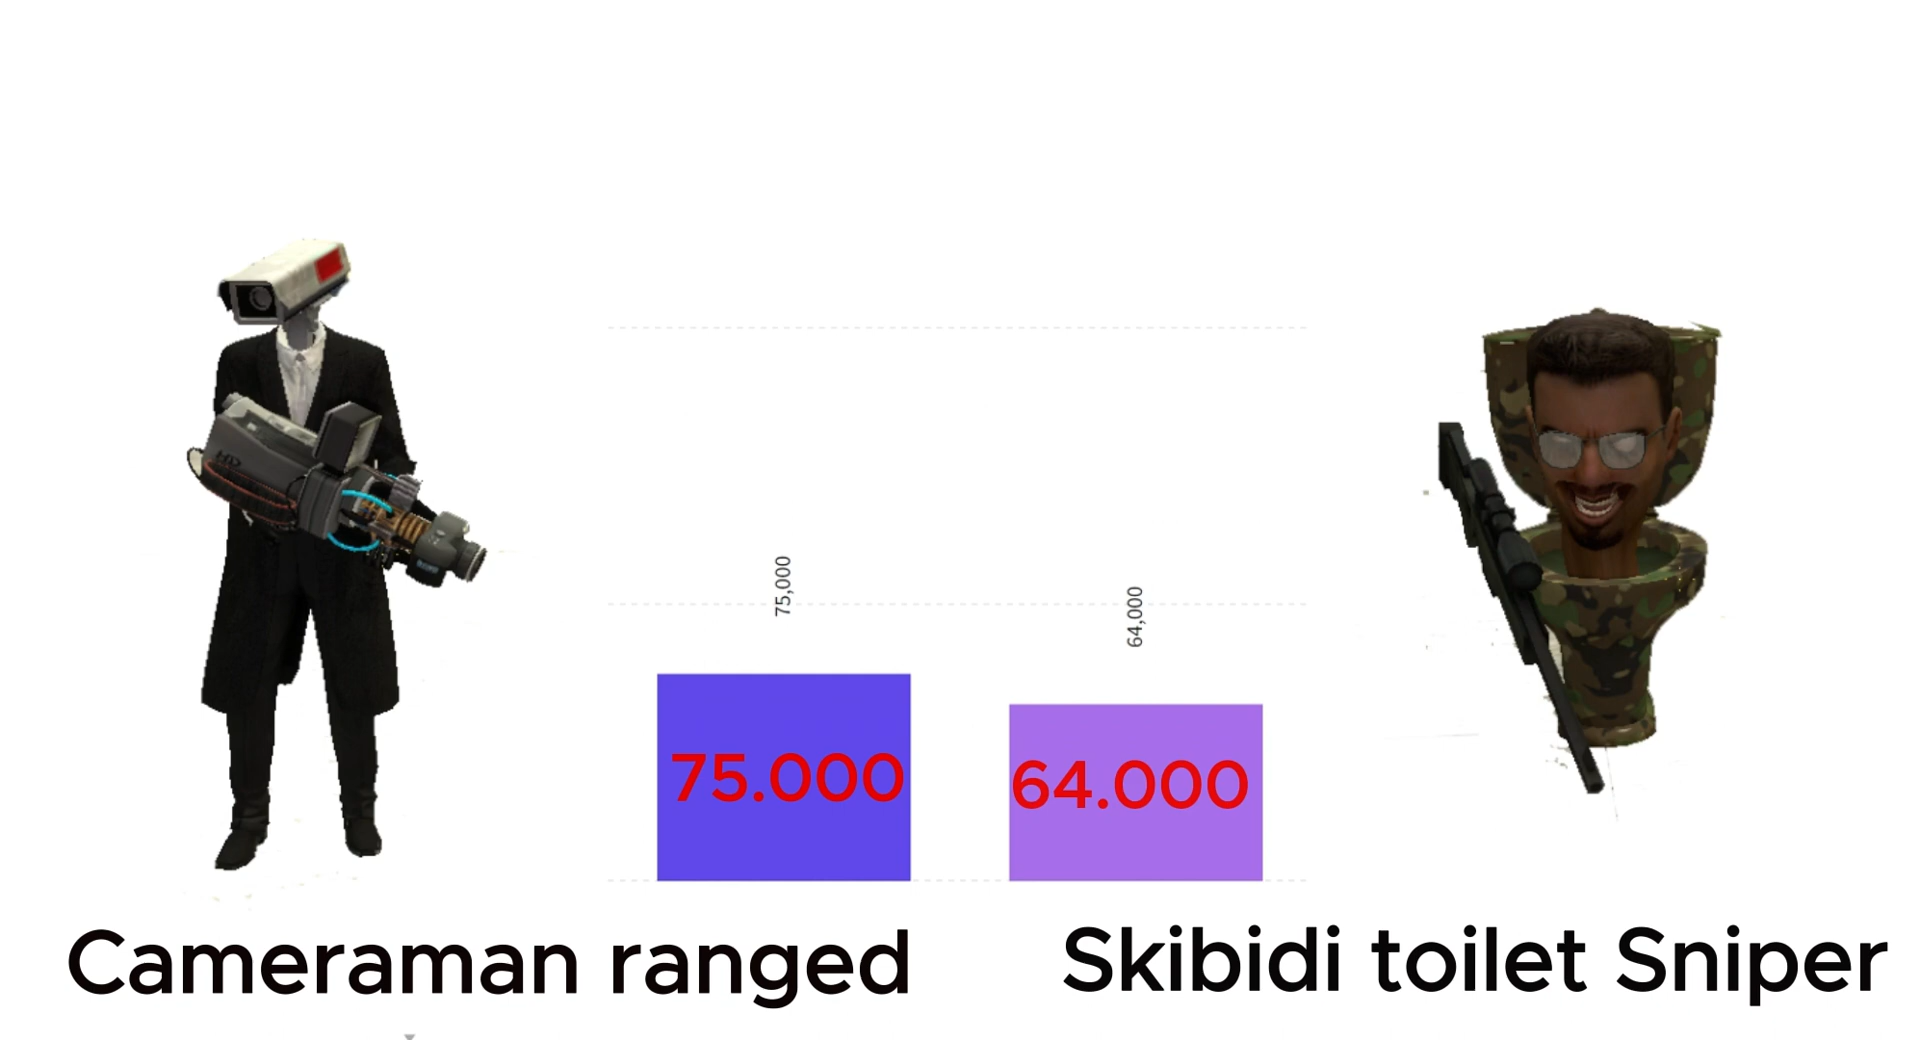 75,000
64,000
75.000
64.000
Cameraman ranged
Skibidi toilet Sniper